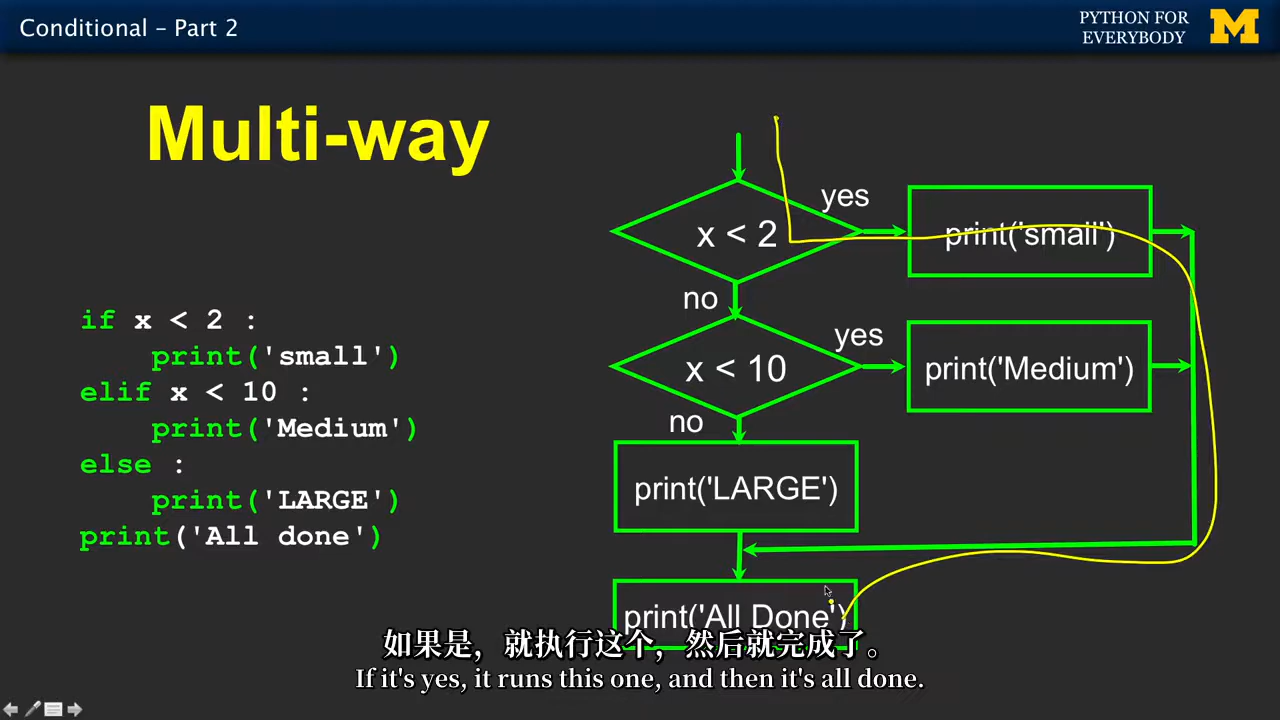 Conditional – Part 2
PYTHON FOR
EVERYBODY
M
Multi-way
if x < 2 :
    print('small')
elif x < 10 :
    print('Medium')
else :
    print('LARGE')
print('All done')
x < 2
yes
print('small')
no
x < 10
yes
print('Medium')
no
print('LARGE')
print('All Done')
如果是，就执行这个，然后就完成了。
If it's yes, it runs this one, and then it's all done.